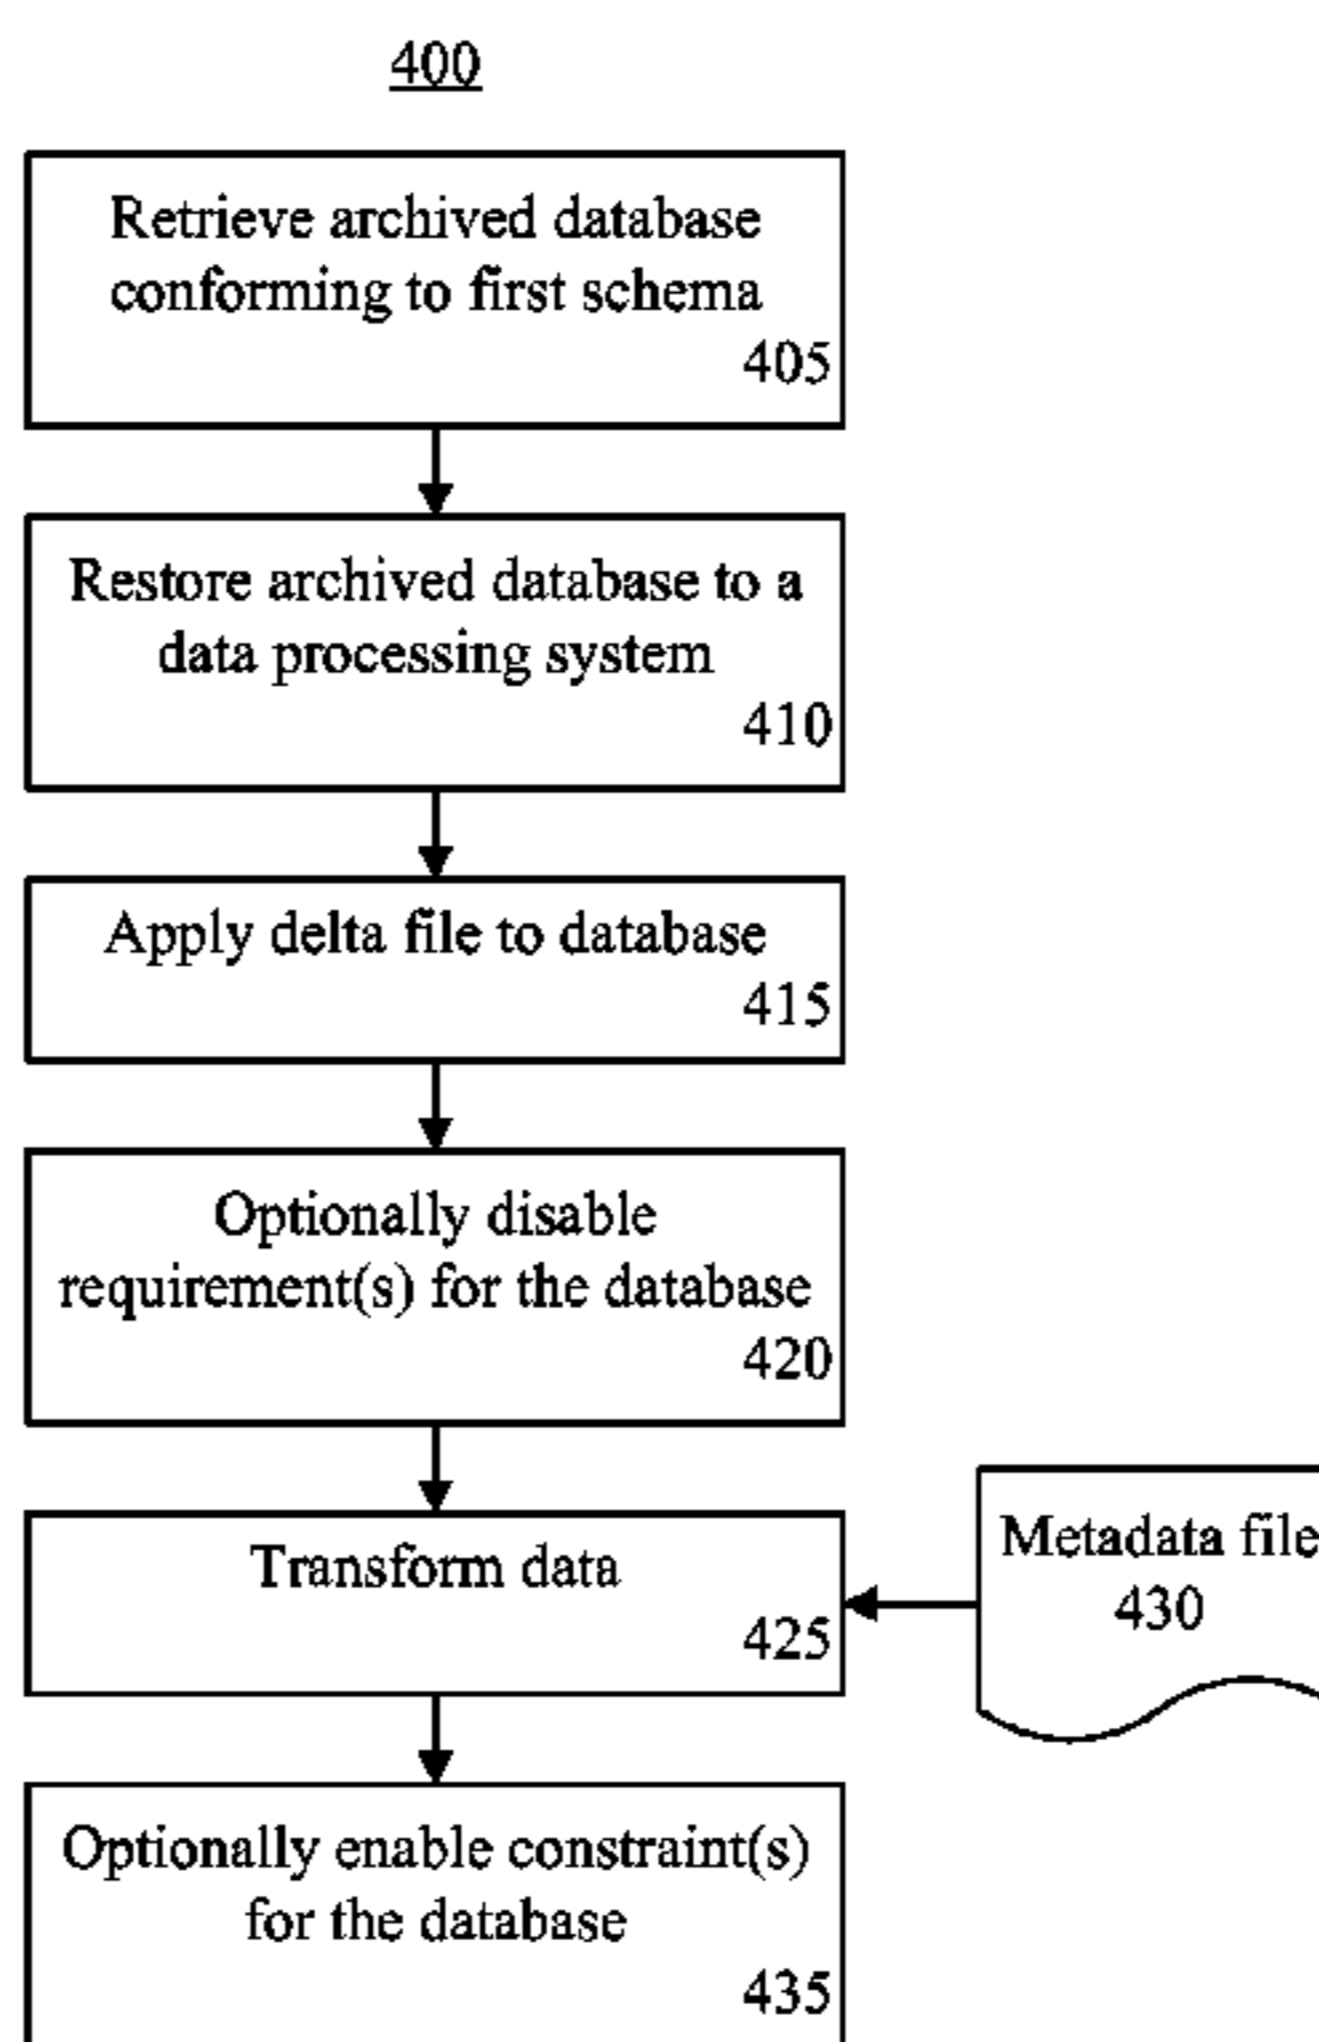 400
Retrieve archived database
conforming to first schema
405
Restore archived database to a
data processing system
410
Apply delta file to database
415
Optionally disable
requirement(s) for the database
420
Transform data
425
Metadata file
430
Optionally enable constraint(s)
for the database
435